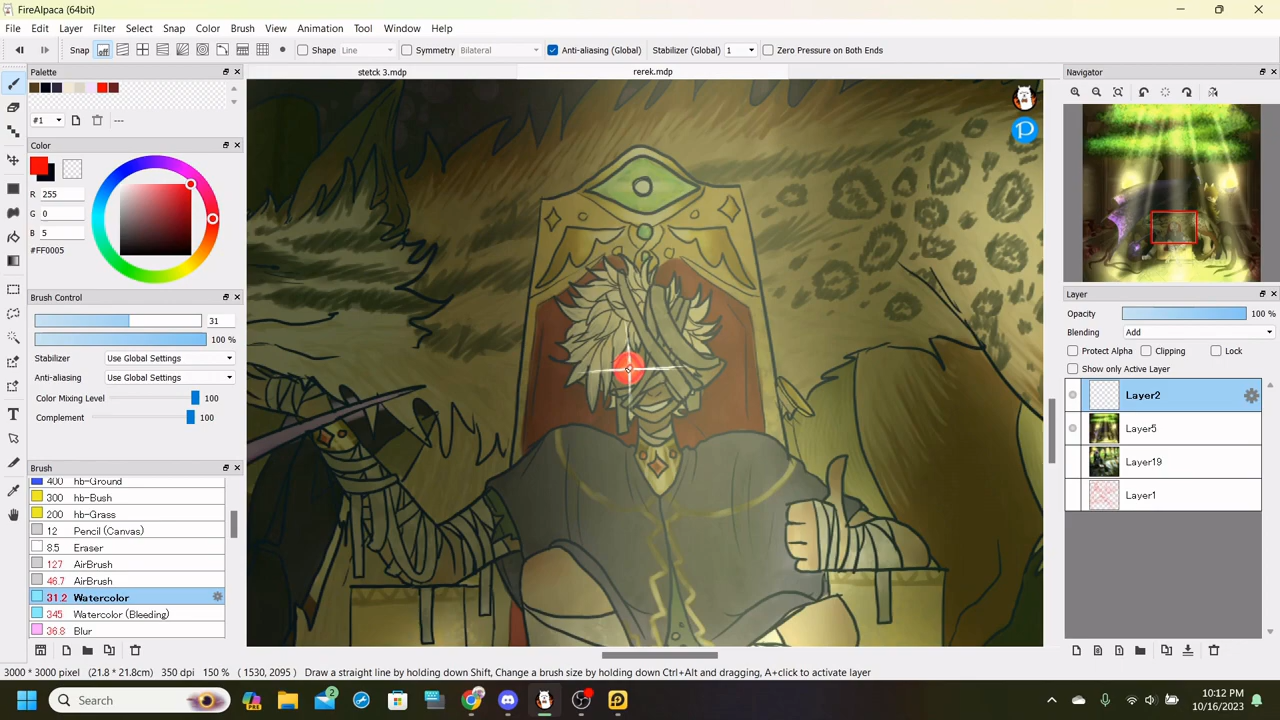 FireAlpaca (64bit)
File Edit Layer Filter Select Snap Color Brush View Animation Tool Window Help
Snap off Shape Line Symmetry Bilateral Anti-aliasing (Global) Stabilizer (Global) 1 Zero Pressure on Both Ends
Palette
stetck 3.mdp rerek.mdp
Navigator
#1 ---
Color
R 255
G 0
B 5
#FF0005
Layer
Opacity 100 %
Blending Add
Protect Alpha Clipping Lock
Show only Active Layer
Layer2
Layer5
Layer19
Layer1
Brush Control
31
100 %
Stabilizer Use Global Settings
Anti-aliasing Use Global Settings
Color Mixing Level 100
Complement 100
Brush
400 hb-Ground
300 hb-Bush
200 hb-Grass
12 Pencil (Canvas)
8.5 Eraser
127 AirBrush
46.7 AirBrush
31.2 Watercolor
345 Watercolor (Bleeding)
36.8 Blur
3000 * 3000 pixel (21.8 * 21.8cm) 350 dpi 150 % ( 1530, 2095 ) Draw a straight line by holding down Shift, Change a brush size by holding down Ctrl+Alt and dragging, A+click to activate layer
Search
2
10:12 PM
10/16/2023